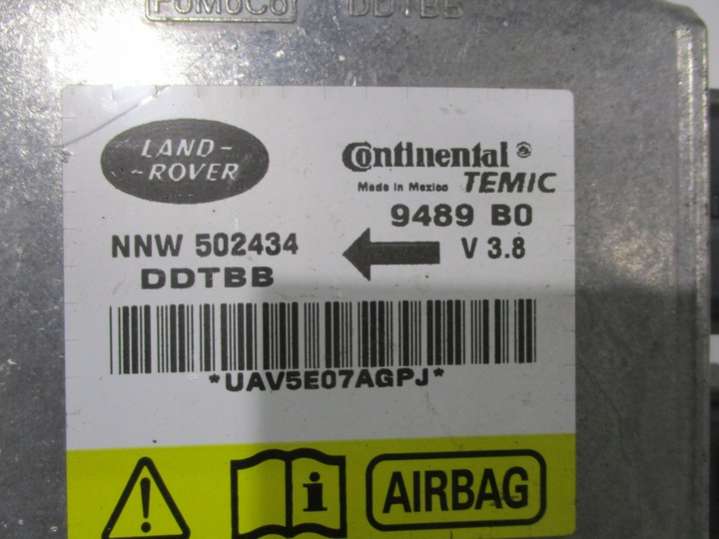 FoMoCo DDTBB
LAND-
-ROVER
Continental
Made in Mexico TEMIC
9489 B0
NNW 502434
V 3.8
DDTBB
*UAV5E07AGPJ*
i
AIRBAG